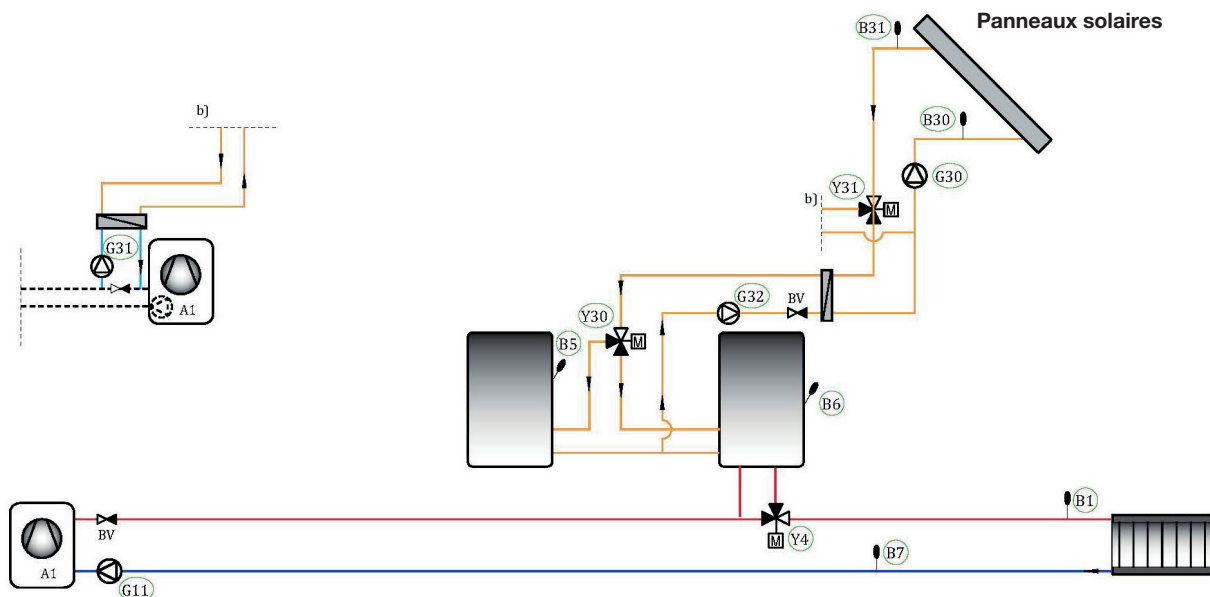 Panneaux solaires
B31
b)
B30
G30
Y31
M
b)
G31
A1
G32
BV
Y30
M
B5
B6
B1
BV
M
Y4
B7
A1
G11